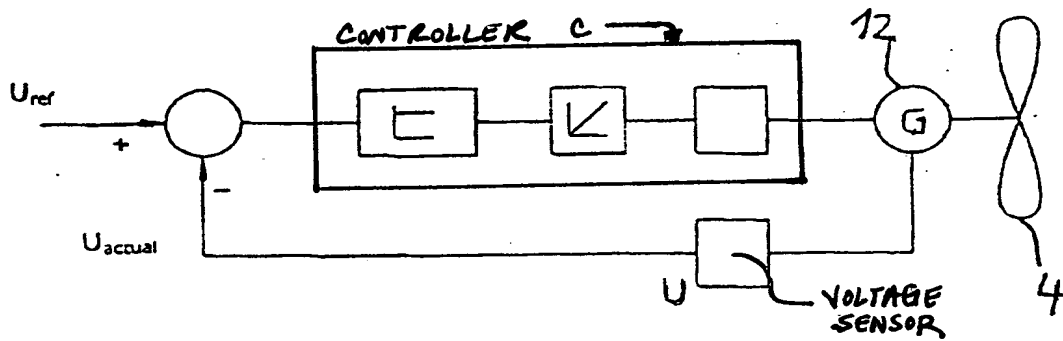 CONTROLLER C
12
Uref
+
G
-
Uactual
U
VOLTAGE
SENSOR
4